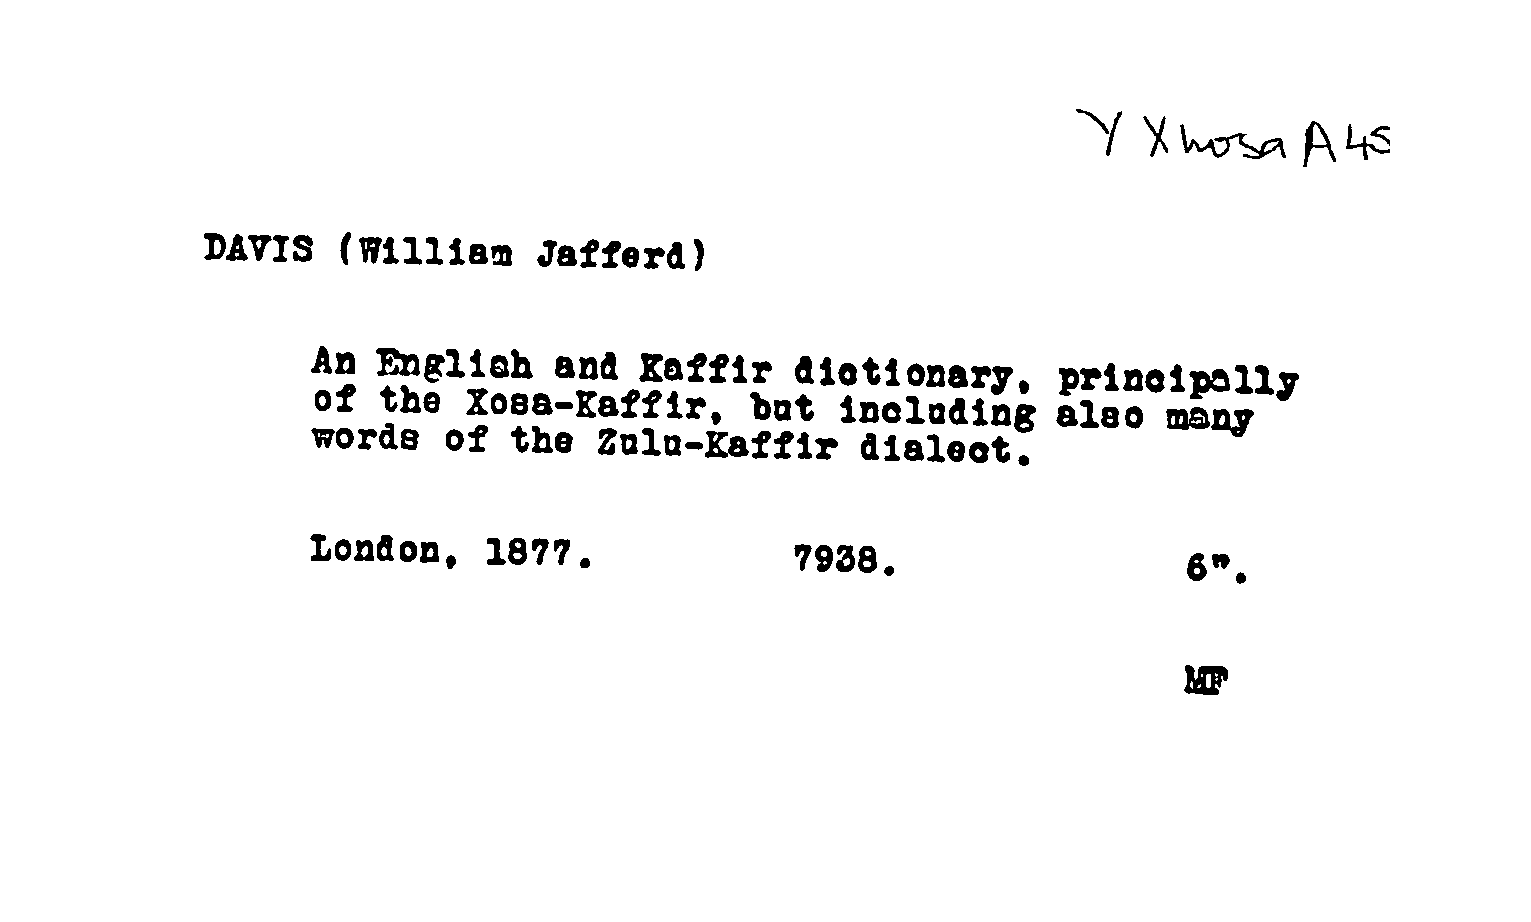 Y Xhosa A45
DAVIS (William Jafferd)
An English and Kaffir dictionary, principally
of the Xosa-Kaffir, but including also many
words of the Zulu-Kaffir dialect.
London, 1877. 7938. 6".
MF